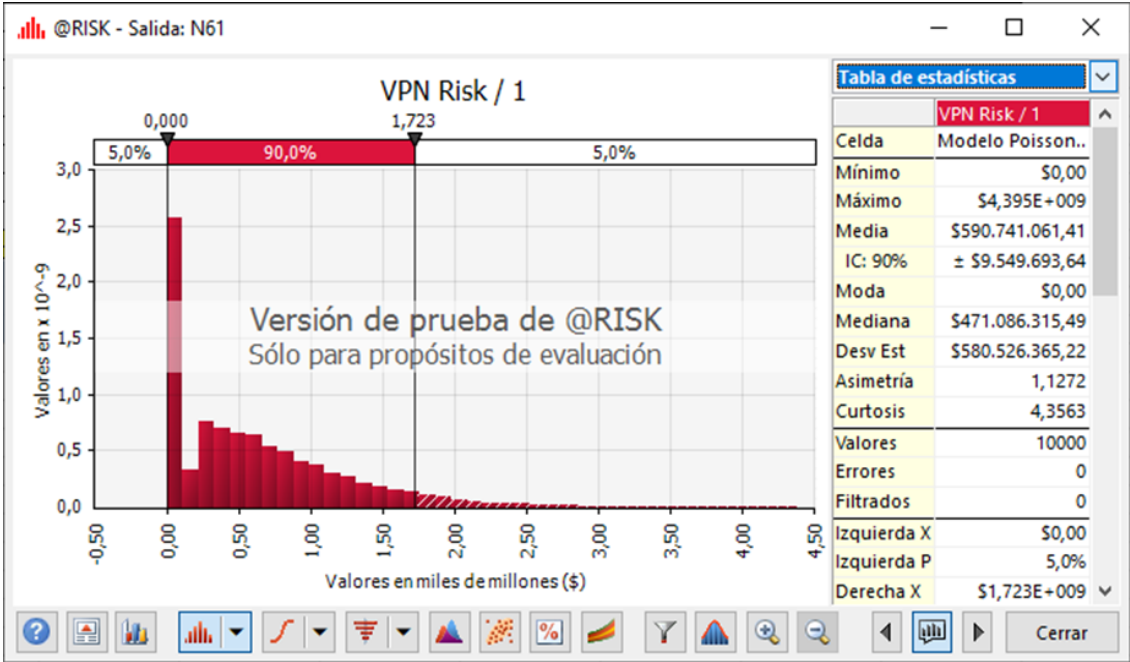 @RISK - Salida: N61
VPN Risk / 1
0,000 1,723
5,0% 90,0% 5,0%
3,0
2,5
2,0
1,5
1,0
0,5
0,0
Valores en x 10^-9
Versión de prueba de @RISK
Sólo para propósitos de evaluación
-0,50 0,00 0,50 1,00 1,50 2,00 2,50 3,00 3,50 4,00 4,50
Valores en miles de millones ($)
Tabla de estadísticas
VPN Risk / 1
Celda Modelo Poisson..
Mínimo $0,00
Máximo $4,395E+009
Media $590.741.061,41
IC: 90% ± $9.549.693,64
Moda $0,00
Mediana $471.086.315,49
Desv Est $580.526.365,22
Asimetría 1,1272
Curtosis 4,3563
Valores 10000
Errores 0
Filtrados 0
Izquierda X $0,00
Izquierda P 5,0%
Derecha X $1,723E+009
Cerrar